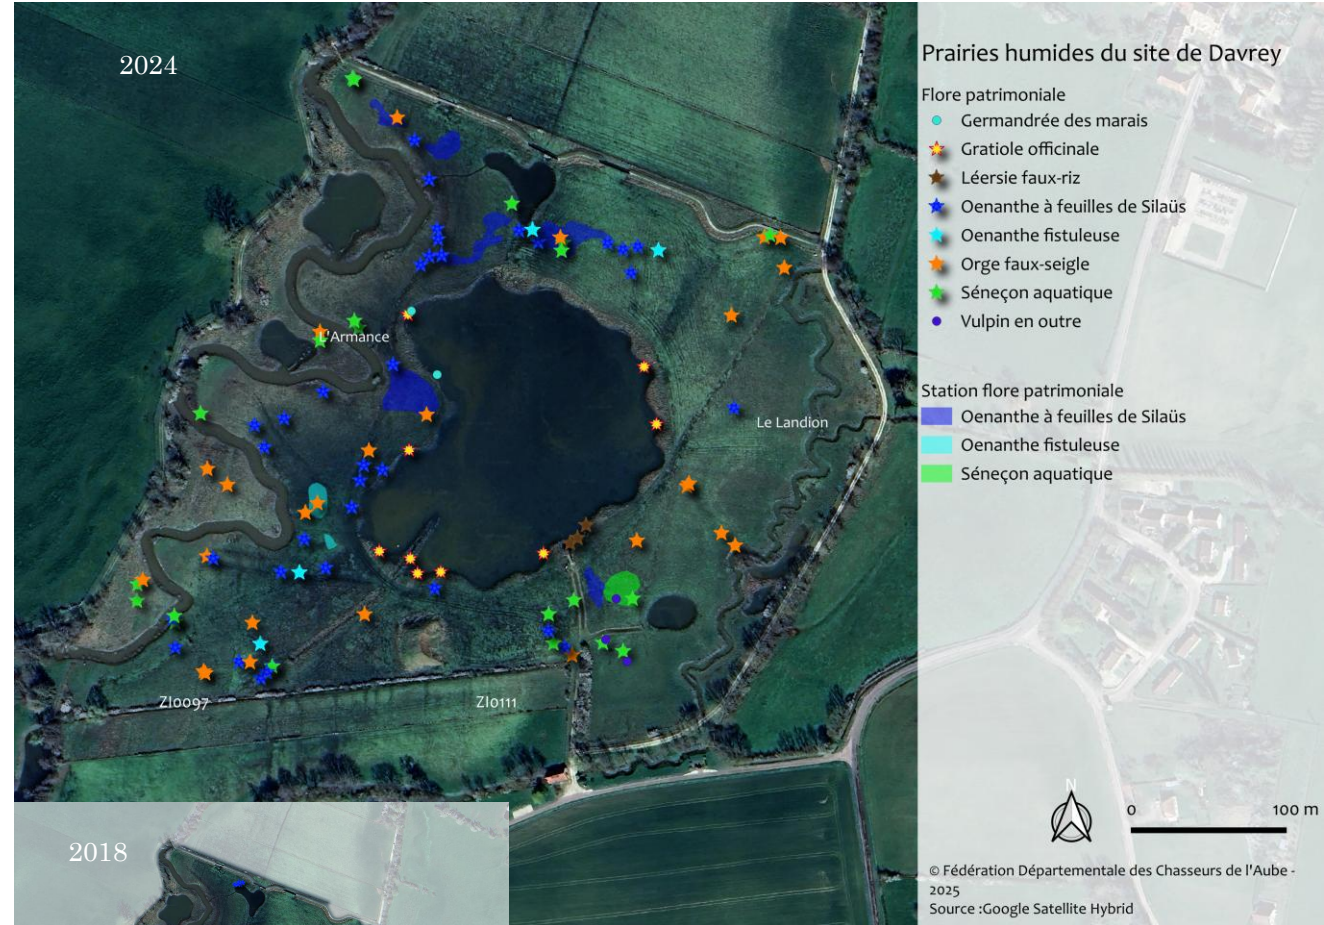 2024
Prairies humides du site de Davrey
Flore patrimoniale
Germandrée des marais
Gratiole officinale
Léersie faux-riz
Oenanthe à feuilles de Silaüs
Oenanthe fistuleuse
Orge faux-seigle
Séneçon aquatique
Vulpin en outre
Station flore patrimoniale
Oenanthe à feuilles de Silaüs
Oenanthe fistuleuse
Séneçon aquatique
L'Armance
Le Landion
ZI0097
ZI0111
N
0 100 m
© Fédération Départementale des Chasseurs de l'Aube -
2025
Source :Google Satellite Hybrid
2018